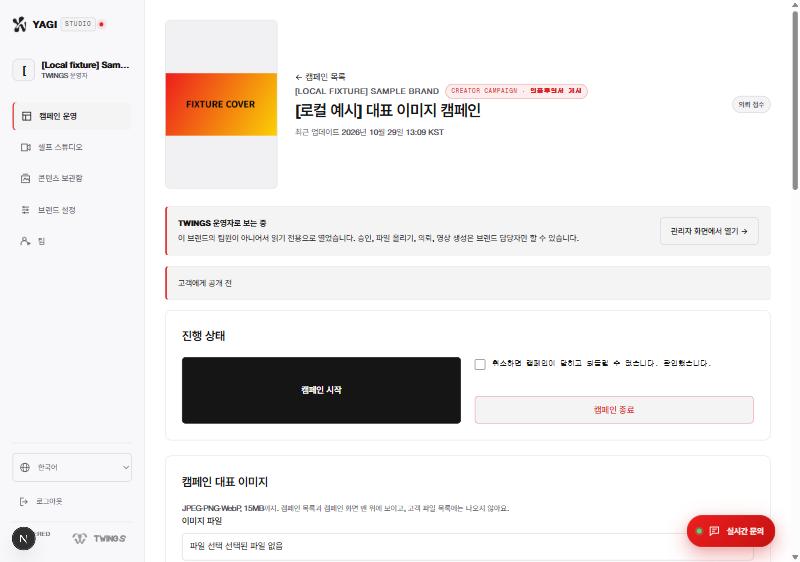 YAGI STUDIO
[
[Local fixture] Sam...
TWINGS 운영자
캠페인 운영
셀프 스튜디오
콘텐츠 보관함
브랜드 설정
팀
한국어
로그아웃
N
RED
TWINGS
FIXTURE COVER
← 캠페인 목록
[LOCAL FIXTURE] SAMPLE BRAND
CREATOR CAMPAIGN ·
[로컬 예시] 대표 이미지 캠페인
최근 업데이트 2026년 10월 29일 13:09 KST
의뢰 접수
TWINGS 운영자로 보는 중
이 브랜드의 팀원이 아니어서 읽기 전용으로 열었습니다. 승인, 파일 올리기, 의뢰, 영상 생성은 브랜드 담당자만 할 수 있습니다.
관리자 화면에서 열기 →
고객에게 공개 전
진행 상태
캠페인 시작
취소하면 캠페인이 닫히고 되돌릴 수 없습니다. 확인했습니다.
캠페인 종료
캠페인 대표 이미지
JPEG·PNG·WebP, 15MB까지. 캠페인 목록과 캠페인 화면 맨 위에 보이고, 고객 파일 목록에는 나오지 않아요.
이미지 파일
파일 선택 선택된 파일 없음
실시간 문의